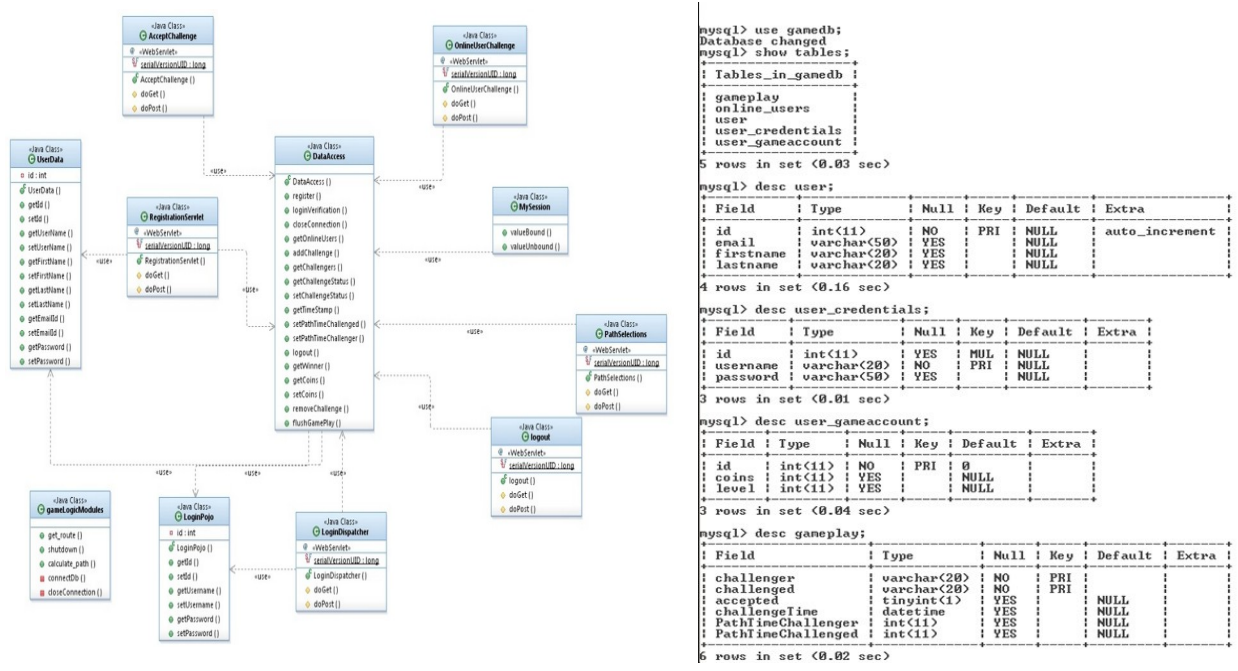 «Java Class»
AcceptChallenge
«WebServlet»
serialVersionUID : long
AcceptChallenge ()
doGet ()
doPost ()
«Java Class»
OnlineUserChallenge
«WebServlet»
serialVersionUID : long
OnlineUserChallenge ()
doGet ()
doPost ()
«Java Class»
UserData
id : int
UserData ()
getId ()
setId ()
getUserName ()
setUserName ()
getFirstName ()
setFirstName ()
getLastName ()
setLastName ()
getEmailId ()
setEmailId ()
getPassword ()
setPassword ()
«Java Class»
RegistrationServlet
«WebServlet»
serialVersionUID : long
RegistrationServlet ()
doGet ()
doPost ()
«Java Class»
DataAccess
DataAccess ()
register ()
loginVerification ()
closeConnection ()
getOnlineUsers ()
addChallenge ()
getChallengers ()
getChallengeStatus ()
setChallengeStatus ()
getTimeStamp ()
setPathTimeChallenged ()
setPathTimeChallenger ()
logout ()
getWinner ()
getCoins ()
setCoins ()
removeChallenge ()
flushGamePlay ()
«Java Class»
MySession
valueBound ()
valueUnbound ()
«Java Class»
PathSelections
«WebServlet»
serialVersionUID : long
PathSelections ()
doGet ()
doPost ()
«Java Class»
logout
«WebServlet»
serialVersionUID : long
logout ()
doGet ()
doPost ()
«Java Class»
gameLogicModules
get_route ()
shutdown ()
calculate_path ()
connectDb ()
closeConnection ()
«Java Class»
LoginPojo
id : int
LoginPojo ()
getId ()
setId ()
getUsername ()
setUsername ()
getPassword ()
setPassword ()
«Java Class»
LoginDispatcher
«WebServlet»
serialVersionUID : long
LoginDispatcher ()
doGet ()
doPost ()
«use»
«use»
«use»
«use»
«use»
«use»
«use»
«use»
«use»
«use»
«use»
mysql> use gamedb;
Database changed
mysql> show tables;
Tables_in_gamedb
gameplay
online_users
user
user_credentials
user_gameaccount
5 rows in set (0.03 sec)
mysql> desc user;
Field | Type | Null | Key | Default | Extra
id | int(11) | NO | PRI | NULL | auto_increment
email | varchar(50) | YES | | NULL |
firstname | varchar(20) | YES | | NULL |
lastname | varchar(20) | YES | | NULL |
4 rows in set (0.16 sec)
mysql> desc user_credentials;
Field | Type | Null | Key | Default | Extra
id | int(11) | YES | MUL | NULL |
username | varchar(20) | NO | PRI | NULL |
password | varchar(50) | YES | | NULL |
3 rows in set (0.01 sec)
mysql> desc user_gameaccount;
Field | Type | Null | Key | Default | Extra
id | int(11) | NO | PRI | 0 |
coins | int(11) | YES | | NULL |
level | int(11) | YES | | NULL |
3 rows in set (0.04 sec)
mysql> desc gameplay;
Field | Type | Null | Key | Default | Extra
challenger | varchar(20) | NO | PRI | |
challenged | varchar(20) | NO | PRI | |
accepted | tinyint(1) | YES | | NULL |
challengeTime | datetime | YES | | NULL |
PathTimeChallenger | int(11) | YES | | NULL |
PathTimeChallenged | int(11) | YES | | NULL |
6 rows in set (0.02 sec)